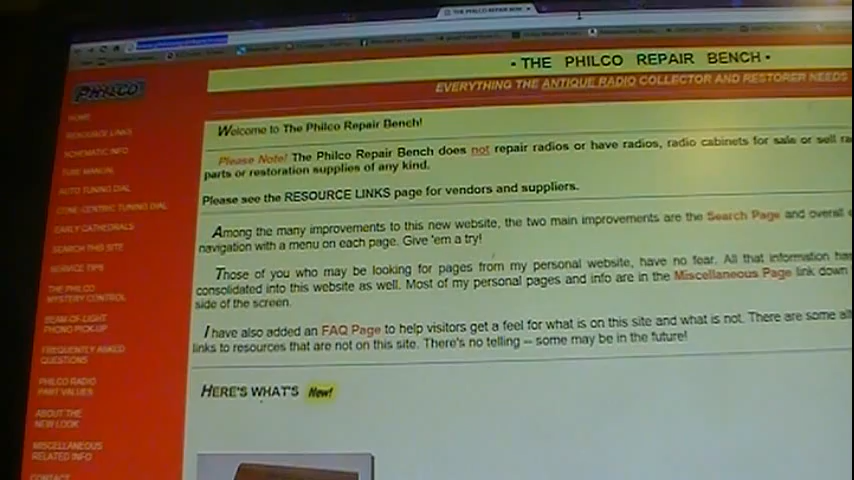 THE PHILCO REPAIR BEN
• THE PHILCO REPAIR BENCH •
EVERYTHING THE ANTIQUE RADIO COLLECTOR AND RESTORER NEEDS
PHILCO
HOME
RESOURCE LINKS
SCHEMATIC INFO
TUBE MANUAL
AUTO TUNING DIAL
CONE-CENTRIC TUNING DIAL
EARLY CATHEDRALS
SEARCH THIS SITE
SERVICE TIPS
THE PHILCO
MYSTERY CONTROL
BEAM-OF-LIGHT
PHONO PICK-UP
FREQUENTLY ASKED
QUESTIONS
PHILCO RADIO
PART VALUES
ABOUT THE
NEW LOOK
MISCELLANEOUS
RELATED INFO
CONTACT
Welcome to The Philco Repair Bench!
Please Note! The Philco Repair Bench does not repair radios or have radios, radio cabinets for sale or sell ra
parts or restoration supplies of any kind.
Please see the RESOURCE LINKS page for vendors and suppliers.
Among the many improvements to this new website, the two main improvements are the Search Page and overall
navigation with a menu on each page. Give 'em a try!
Those of you who may be looking for pages from my personal website, have no fear. All that information has
consolidated into this website as well. Most of my personal pages and info are in the Miscellaneous Page link down
side of the screen.
I have also added an FAQ Page to help visitors get a feel for what is on this site and what is not. There are some al
links to resources that are not on this site. There's no telling -- some may be in the future!
HERE'S WHAT'S New!